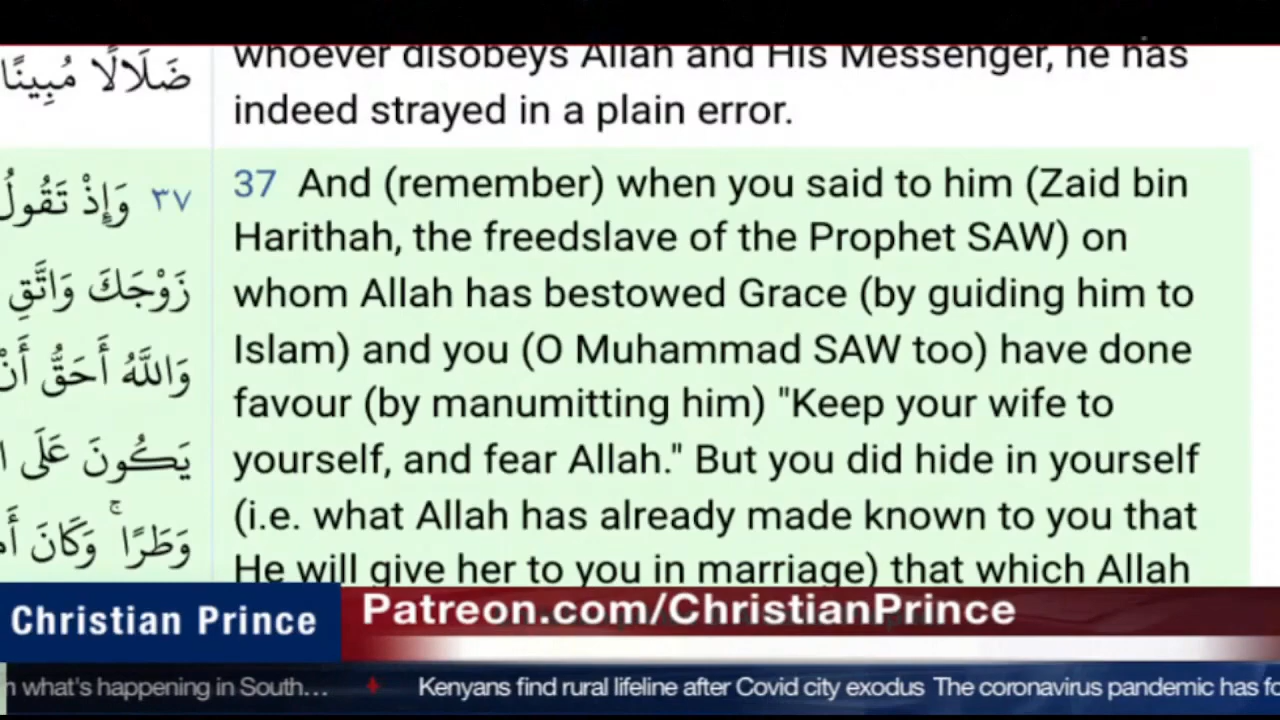 whoever disobeys Allah and His Messenger, he has
indeed strayed in a plain error.
ضَلَالًا مُبِينًا
37 And (remember) when you said to him (Zaid bin
Harithah, the freedslave of the Prophet SAW) on
whom Allah has bestowed Grace (by guiding him to
Islam) and you (O Muhammad SAW too) have done
favour (by manumitting him) "Keep your wife to
yourself, and fear Allah." But you did hide in yourself
(i.e. what Allah has already made known to you that
He will give her to you in marriage) that which Allah
٣٧ وَإِذْ تَقُولُ
زَوْجَكَ وَاتَّقِ
وَاللَّهُ أَحَقُّ أَنْ
يَكُونَ عَلَى
وَطَرًا ۚ وَكَانَ
Christian Prince
Patreon.com/ChristianPrince
what's happening in South... Kenyans find rural lifeline after Covid city exodus The coronavirus pandemic has